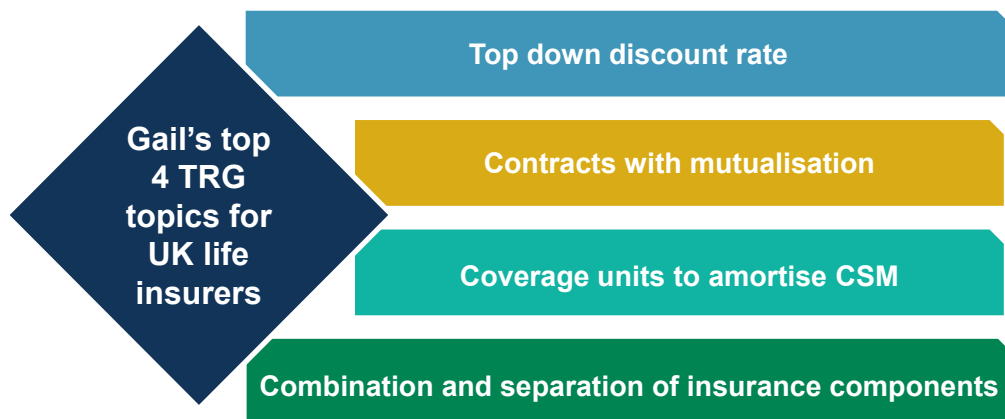 Gail’s top
4 TRG
topics for
UK life
insurers
Top down discount rate
Contracts with mutualisation
Coverage units to amortise CSM
Combination and separation of insurance components